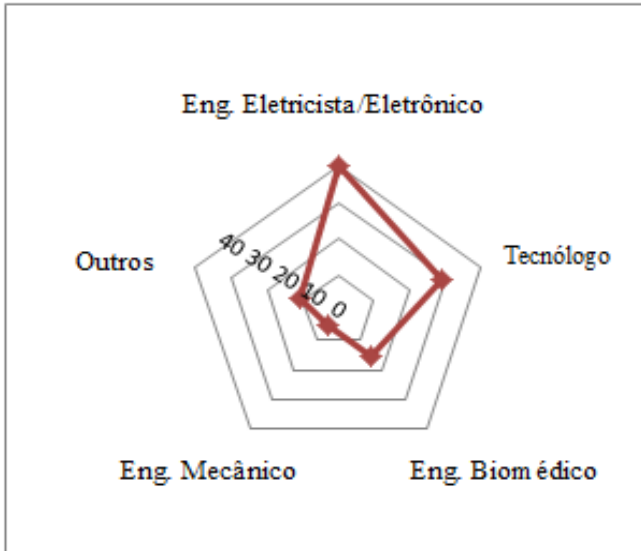 Eng. Eletricista/Eletrônico
Tecnólogo
Outros
40 30 20 10 0
Eng. Mecânico
Eng. Biom édico